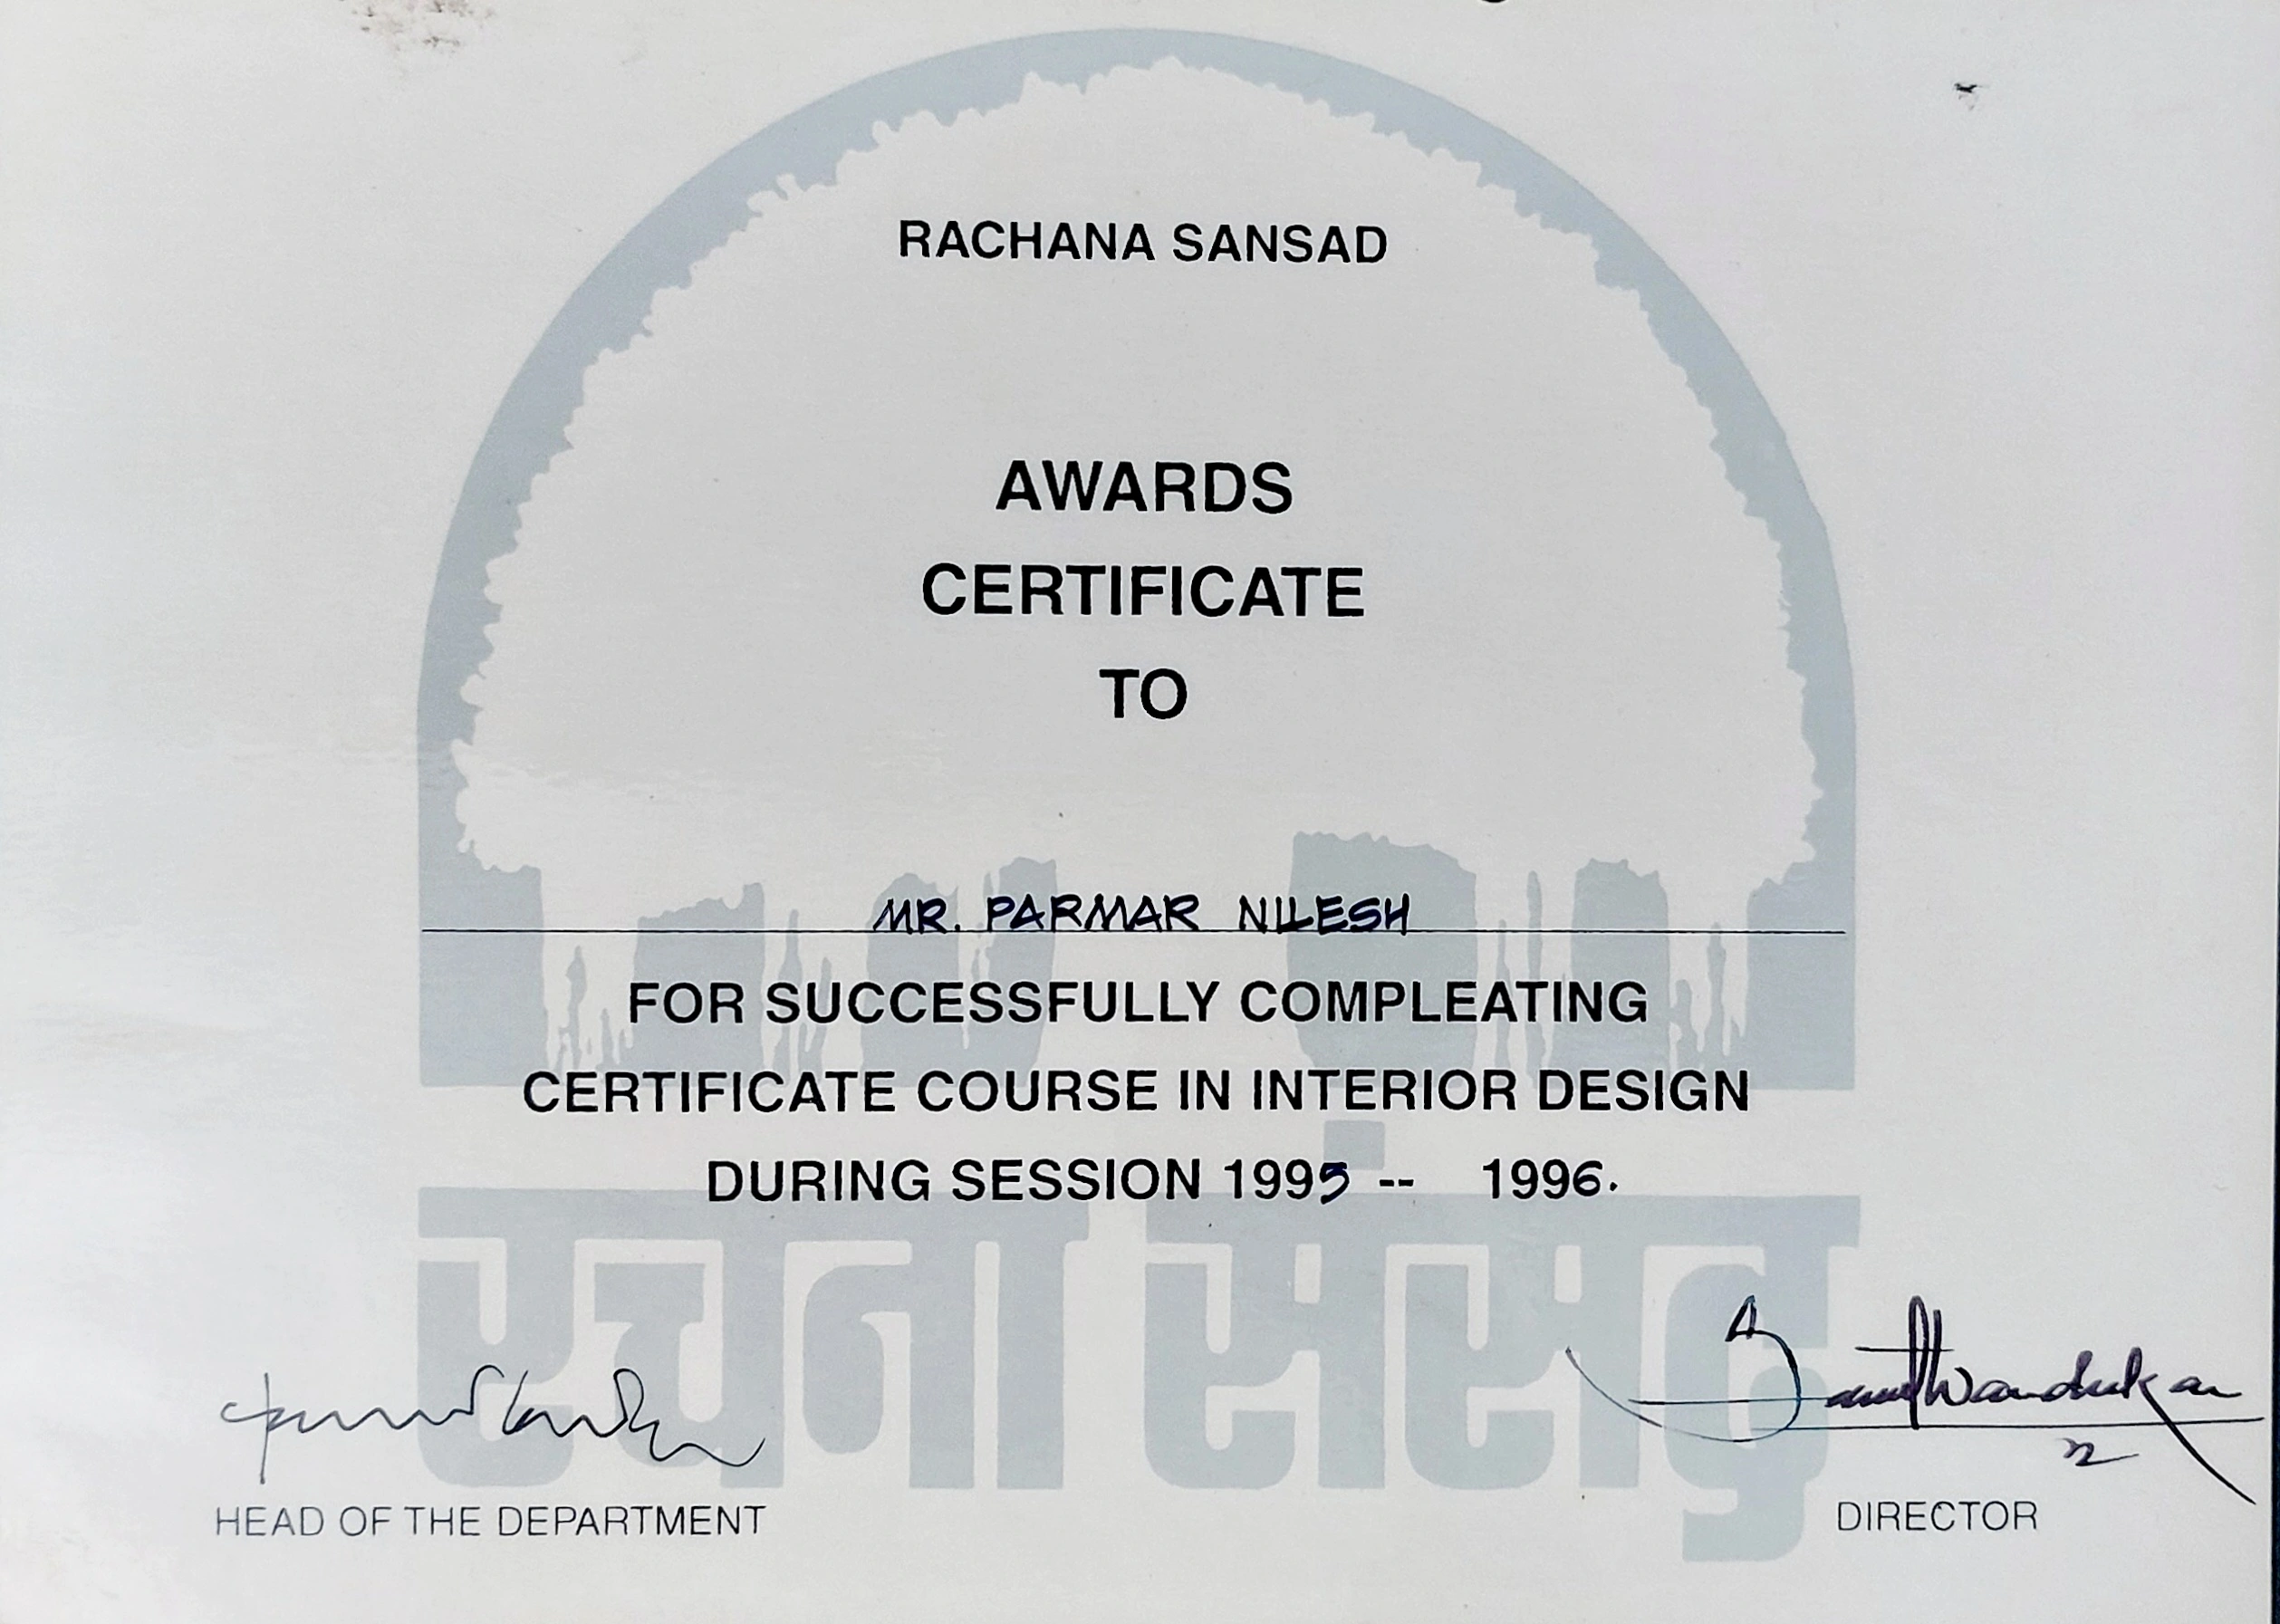 RACHANA SANSAD
AWARDS
CERTIFICATE
TO
MR. PARMAR NILESH
FOR SUCCESSFULLY COMPLEATING
CERTIFICATE COURSE IN INTERIOR DESIGN
DURING SESSION 1995 -- 1996.
रचना संसद
HEAD OF THE DEPARTMENT
DIRECTOR